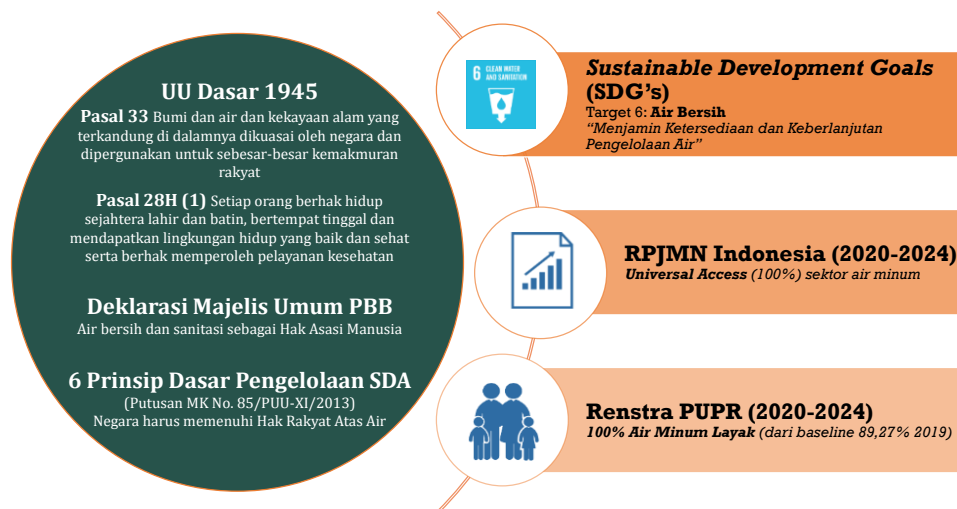 UU Dasar 1945
Pasal 33 Bumi dan air dan kekayaan alam yang
terkandung di dalamnya dikuasai oleh negara dan
dipergunakan untuk sebesar-besar kemakmuran
rakyat
Pasal 28H (1) Setiap orang berhak hidup
sejahtera lahir dan batin, bertempat tinggal dan
mendapatkan lingkungan hidup yang baik dan sehat
serta berhak memperoleh pelayanan kesehatan
Deklarasi Majelis Umum PBB
Air bersih dan sanitasi sebagai Hak Asasi Manusia
6 Prinsip Dasar Pengelolaan SDA
(Putusan MK No. 85/PUU-XI/2013)
Negara harus memenuhi Hak Rakyat Atas Air
6 CLEAN WATER
AND SANITATION
Sustainable Development Goals
(SDG's)
Target 6: Air Bersih
“Menjamin Ketersediaan dan Keberlanjutan
Pengelolaan Air”
RPJMN Indonesia (2020-2024)
Universal Access (100%) sektor air minum
Renstra PUPR (2020-2024)
100% Air Minum Layak (dari baseline 89,27% 2019)